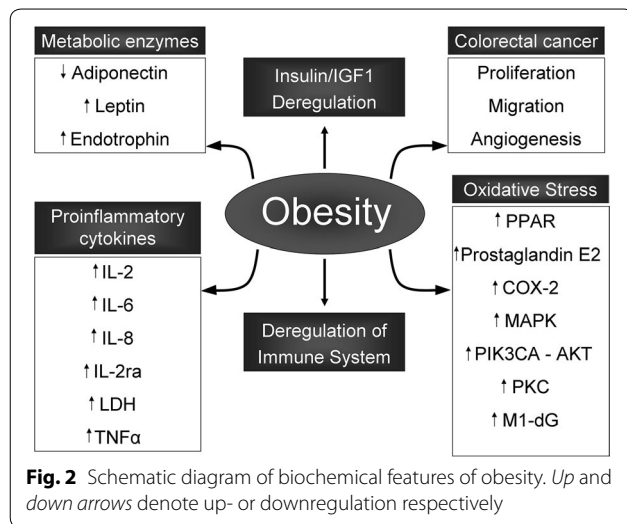 Metabolic enzymes
↓ Adiponectin
↑ Leptin
↑ Endotrophin
Insulin/IGF1
Deregulation
Colorectal cancer
Proliferation
Migration
Angiogenesis
Obesity
Proinflammatory
cytokines
↑ IL-2
↑ IL-6
↑ IL-8
↑ IL-2ra
↑ LDH
↑ TNFα
Deregulation of
Immune System
Oxidative Stress
↑ PPAR
↑ Prostaglandin E2
↑ COX-2
↑ MAPK
↑ PIK3CA - AKT
↑ PKC
↑ M1-dG
Fig. 2 Schematic diagram of biochemical features of obesity. Up and
down arrows denote up- or downregulation respectively